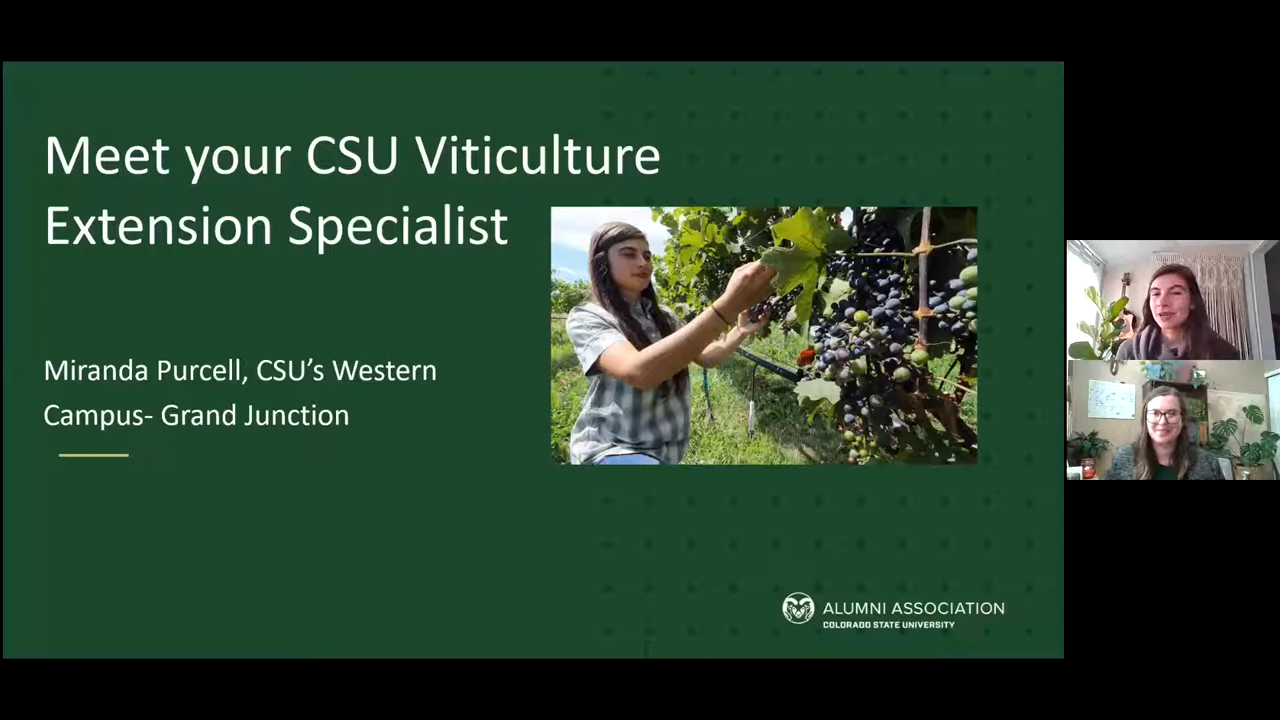 Meet your CSU Viticulture
Extension Specialist
Miranda Purcell, CSU’s Western
Campus- Grand Junction
ALUMNI ASSOCIATION
COLORADO STATE UNIVERSITY